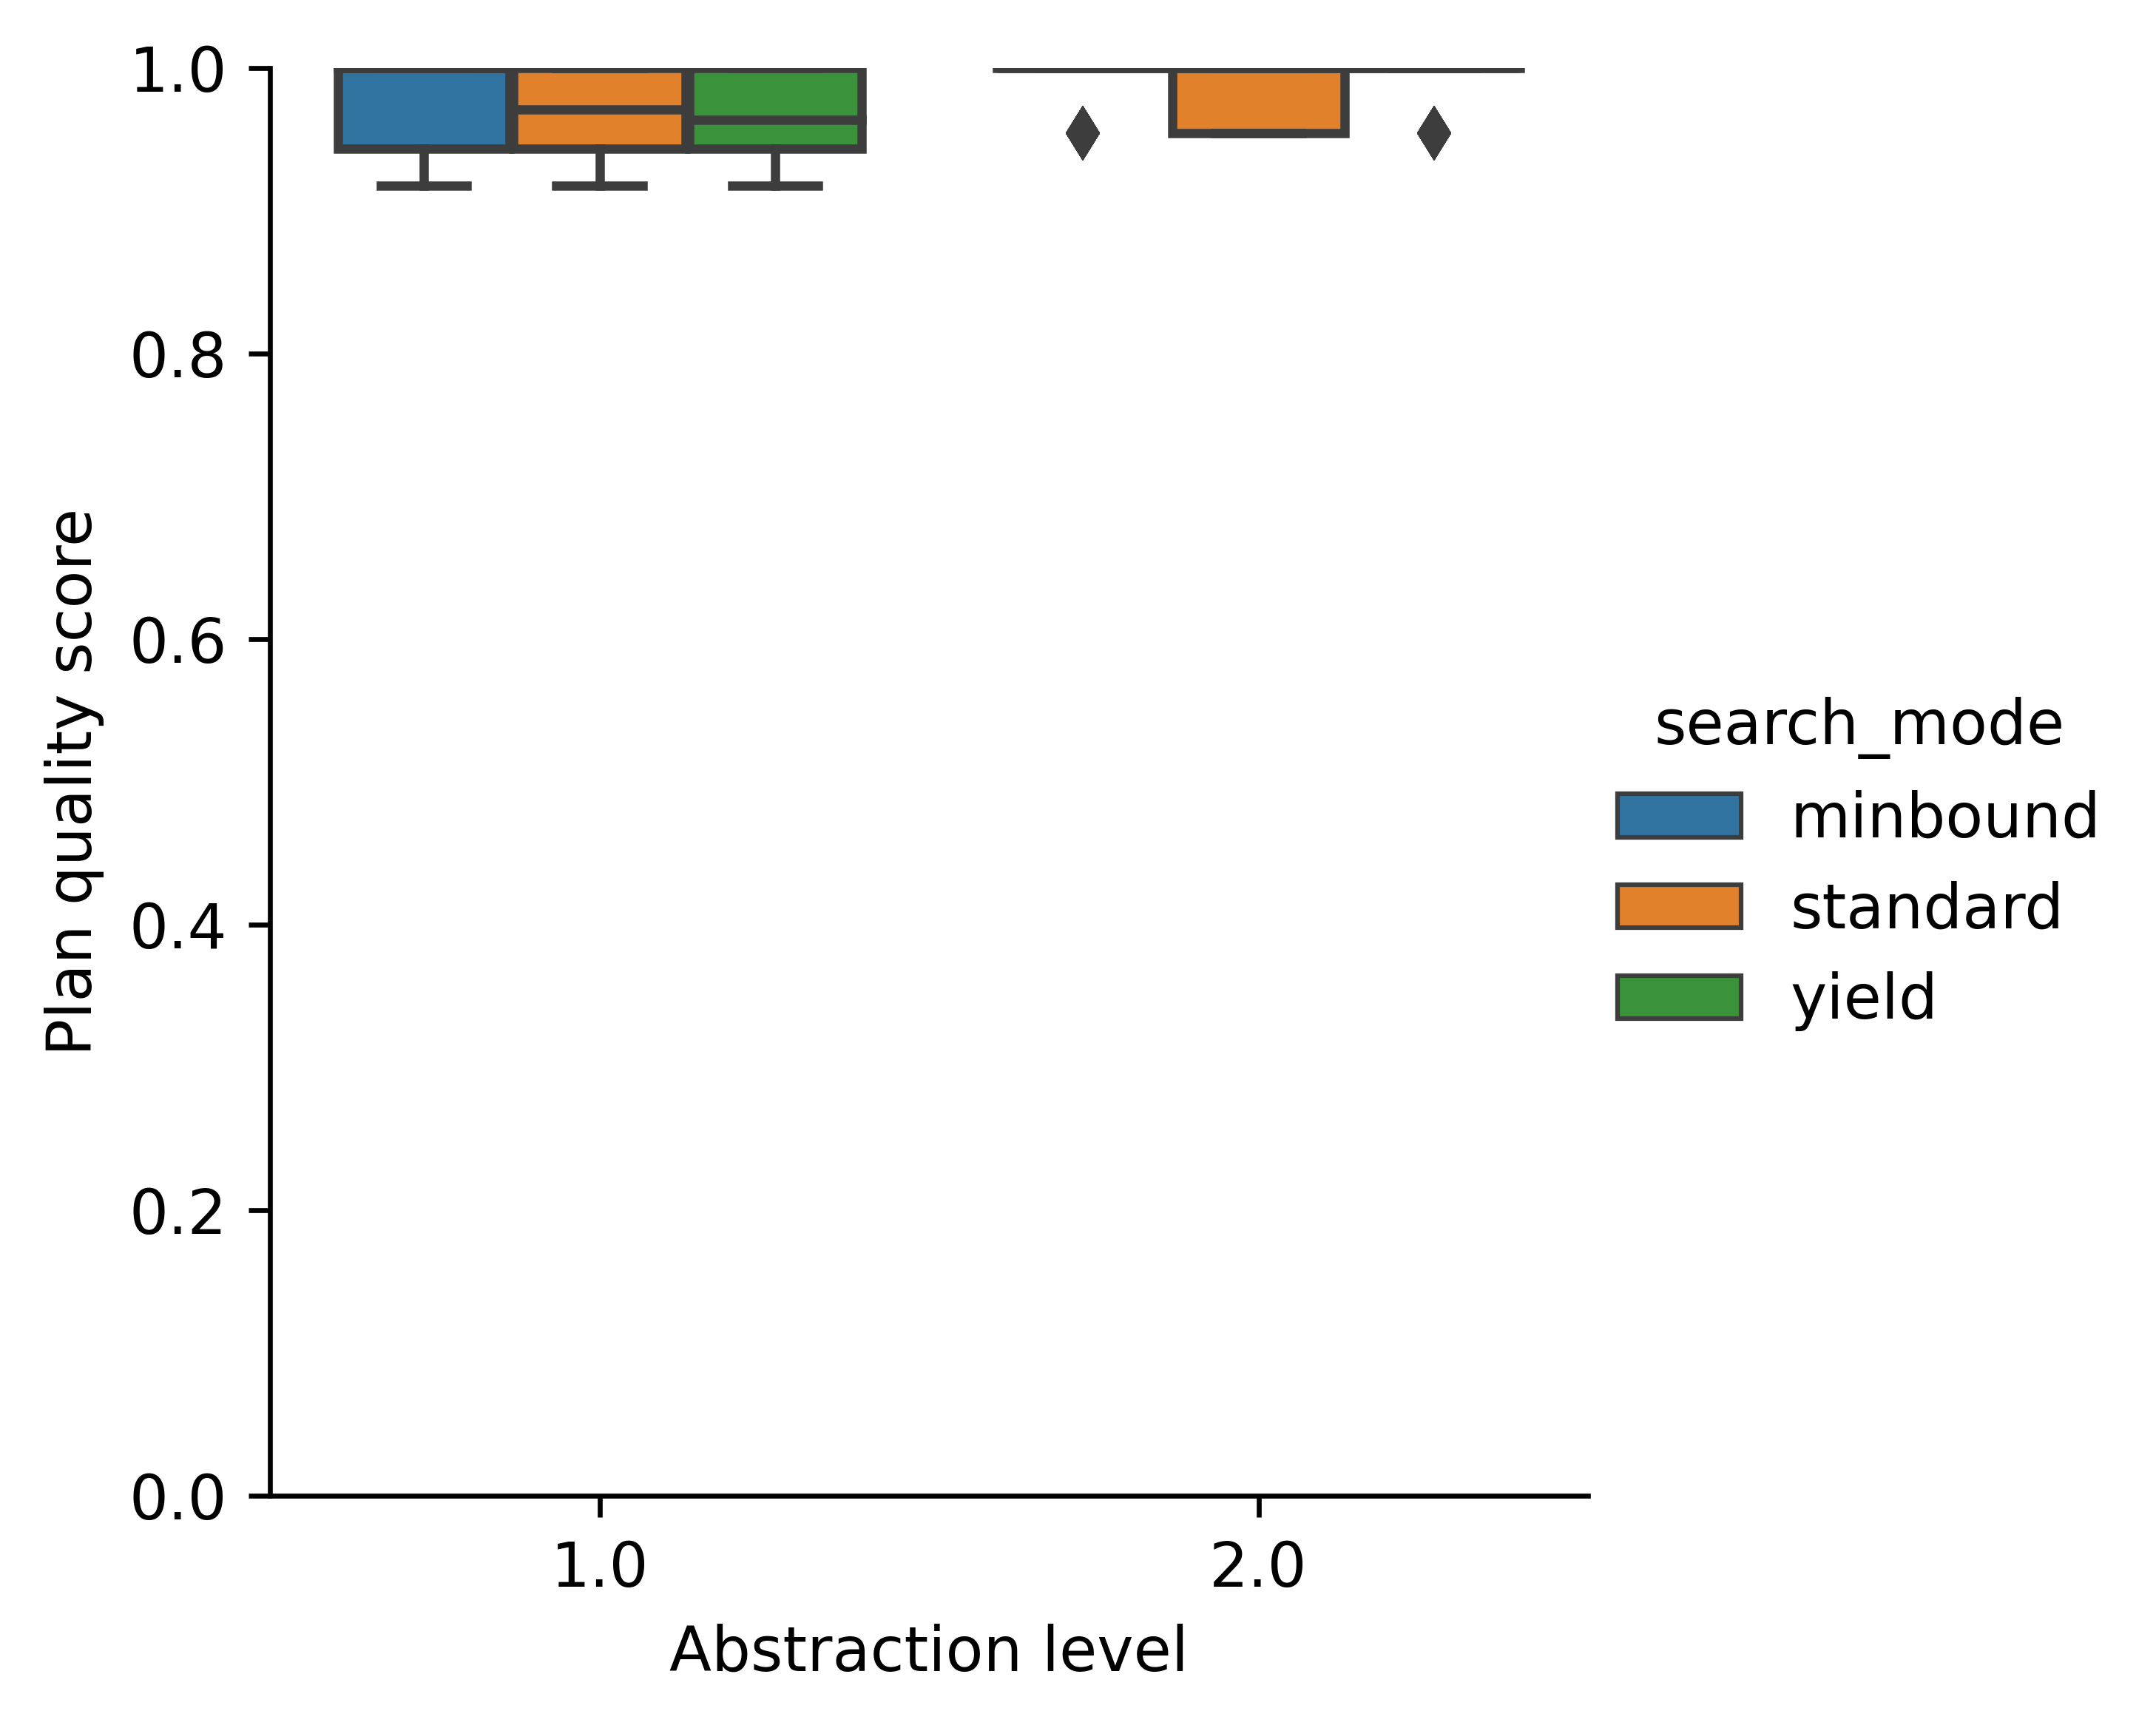 1.0
0.8
0.6
0.4
0.2
0.0
Plan quality score
1.0
2.0
Abstraction level
search_mode
minbound
standard
yield